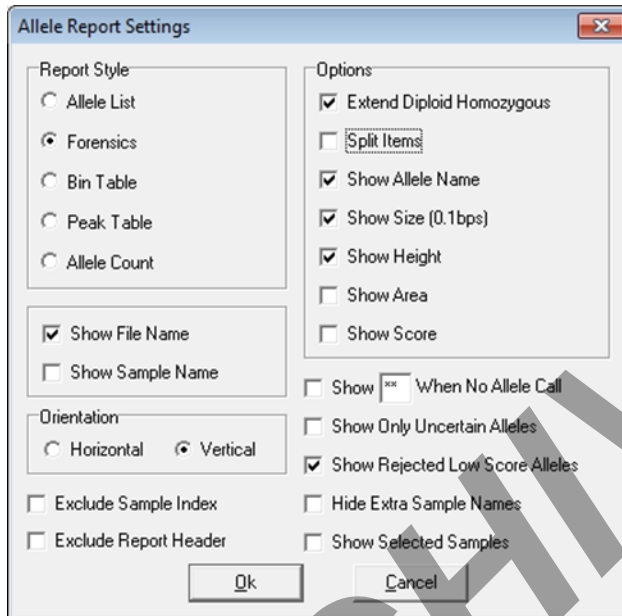 Allele Report Settings
Report Style
Allele List
Forensics
Bin Table
Peak Table
Allele Count
Show File Name
Show Sample Name
Orientation
Horizontal Vertical
Exclude Sample Index
Exclude Report Header
Options
Extend Diploid Homozygous
Split Items
Show Allele Name
Show Size (0.1bps)
Show Height
Show Area
Show Score
Show ** When No Allele Call
Show Only Uncertain Alleles
Show Rejected Low Score Alleles
Hide Extra Sample Names
Show Selected Samples
Ok Cancel